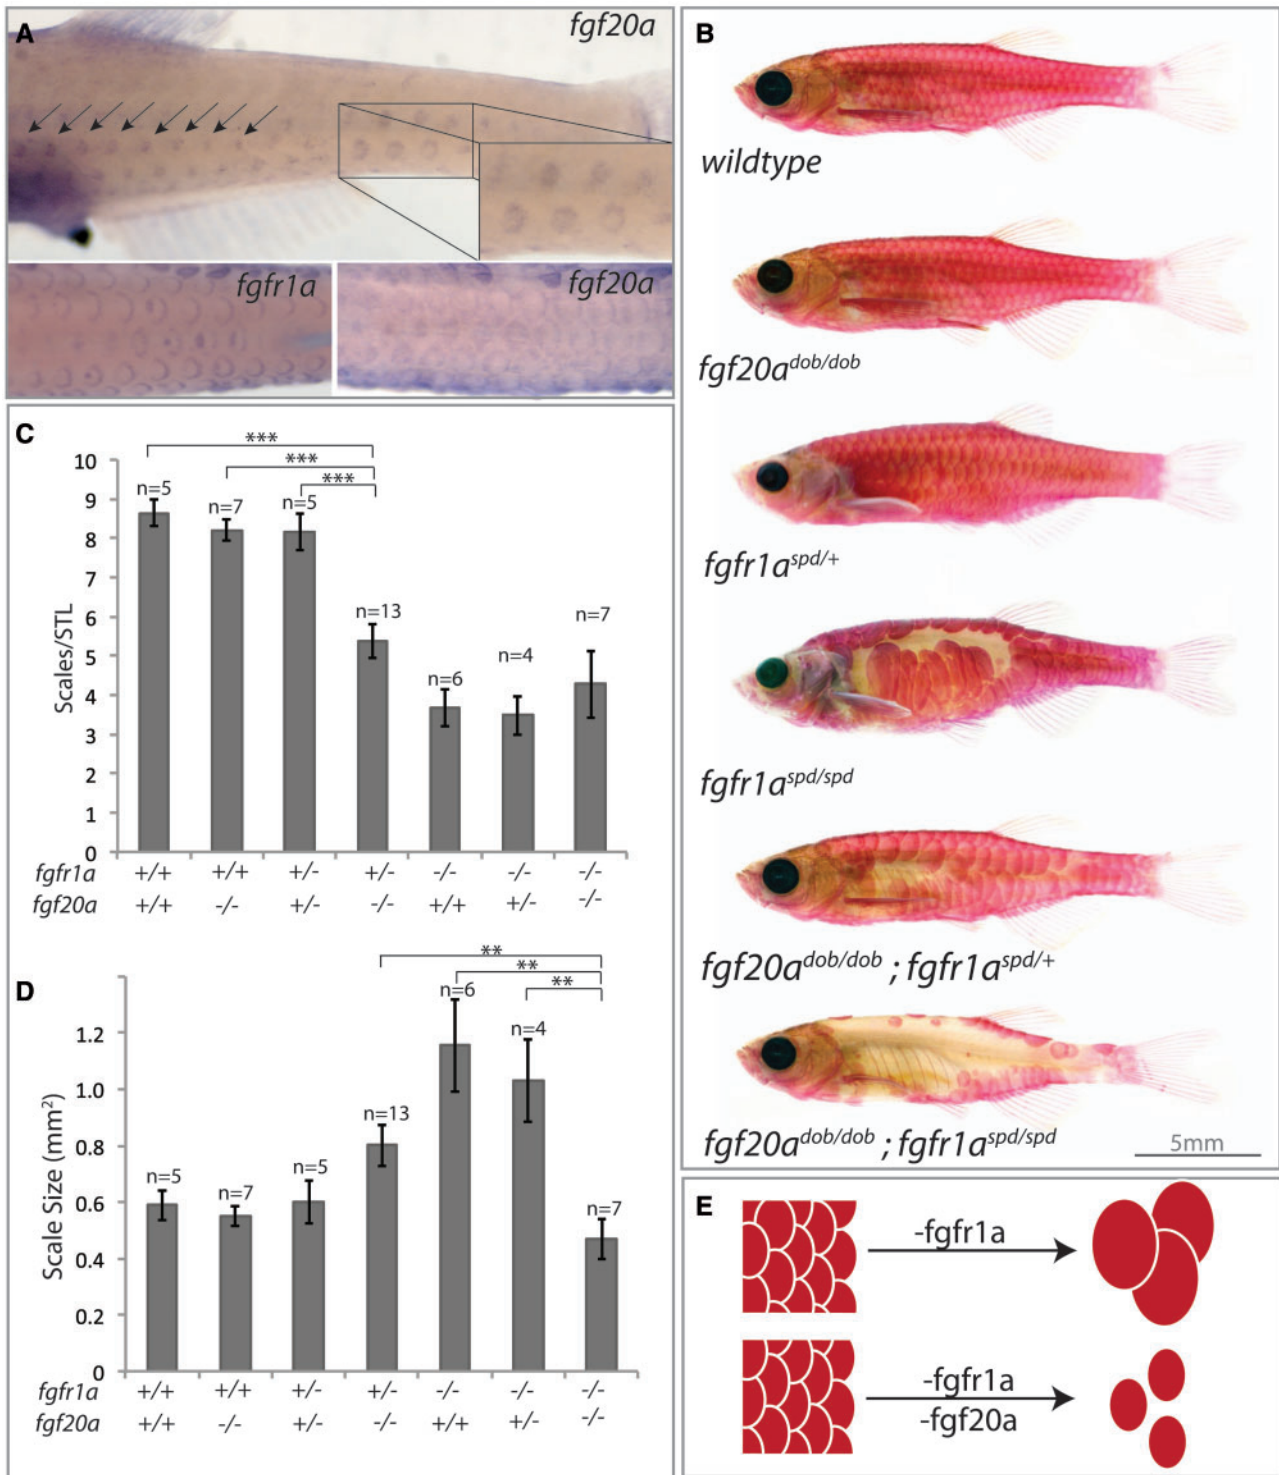 A
fgf20a
fgfr1a
fgf20a
B
wildtype
fgf20a^dob/dob
fgfr1a^spd/+
fgfr1a^spd/spd
fgf20a^dob/dob ; fgfr1a^spd/+
fgf20a^dob/dob ; fgfr1a^spd/spd
5mm
C
***
***
***
10
9
8
7
6
5
4
3
2
1
0
Scales/STL
n=5
n=7
n=5
n=13
n=6
n=4
n=7
fgfr1a +/+ +/+ +/- +/- -/- -/- -/-
fgf20a +/+ -/- +/- -/- +/+ +/- -/-
D
**
**
**
1.2
1.0
0.8
0.6
0.4
0.2
0
Scale Size (mm²)
n=5
n=7
n=5
n=13
n=6
n=4
n=7
fgfr1a +/+ +/+ +/- +/- -/- -/- -/-
fgf20a +/+ -/- +/- -/- +/+ +/- -/-
E
-fgfr1a
-fgfr1a
-fgf20a